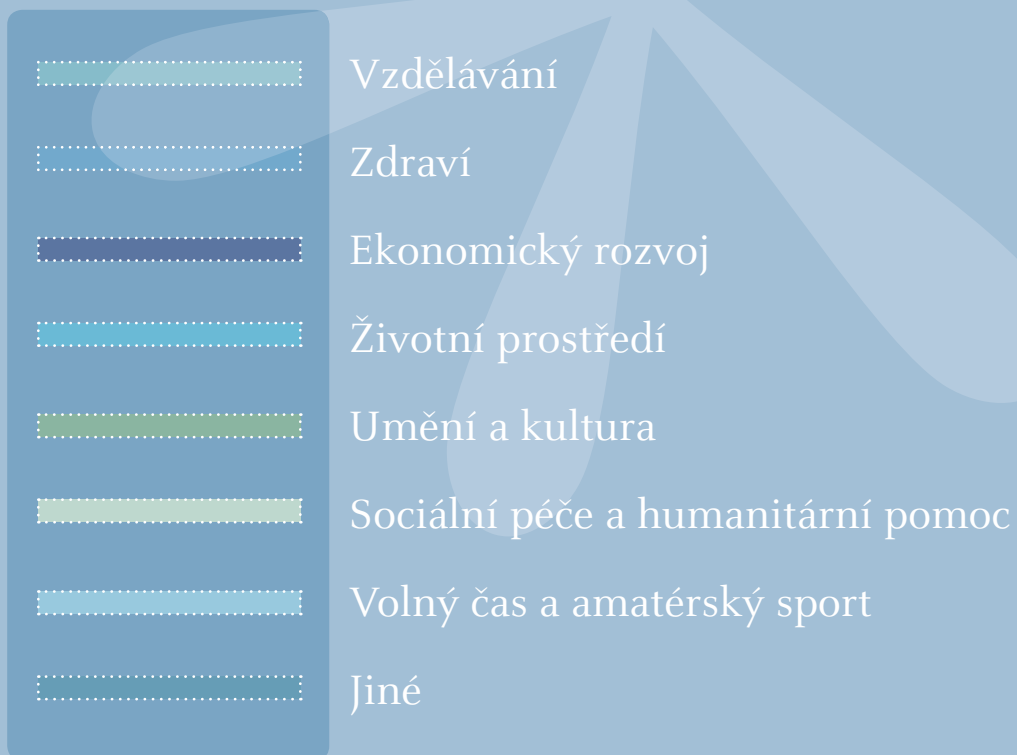 Vzdělávání
Zdraví
Ekonomický rozvoj
Životní prostředí
Umění a kultura
Sociální péče a humanitární pomoc
Volný čas a amatérský sport
Jiné